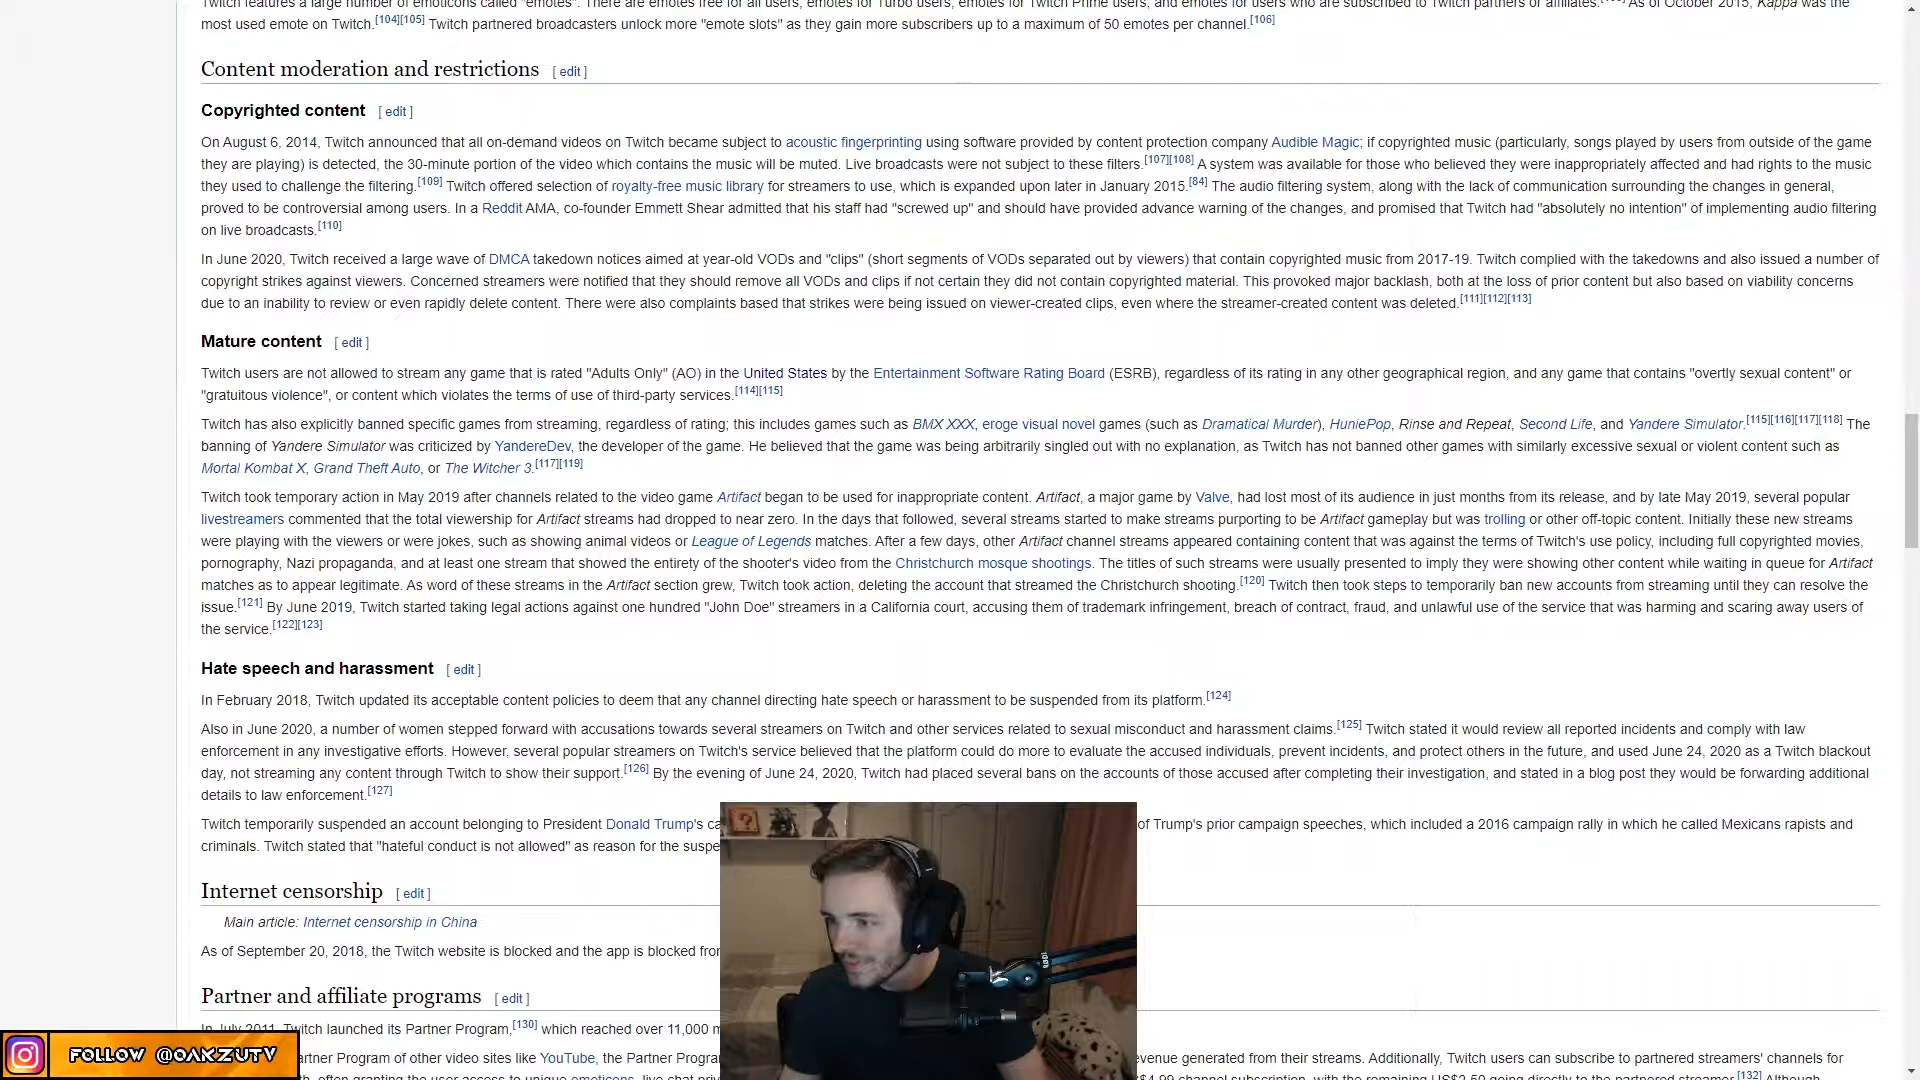 Twitch features a large number of emoticons called "emotes". There are emotes free for all users, emotes for Turbo users, emotes for Twitch Prime users, and emotes for users who are subscribed to Twitch partners or affiliates. As of October 2015, Kappa was the
most used emote on Twitch.[104][105] Twitch partnered broadcasters unlock more "emote slots" as they gain more subscribers up to a maximum of 50 emotes per channel.[106]
Content moderation and restrictions [ edit ]
Copyrighted content [ edit ]
On August 6, 2014, Twitch announced that all on-demand videos on Twitch became subject to acoustic fingerprinting using software provided by content protection company Audible Magic; if copyrighted music (particularly, songs played by users from outside of the game
they are playing) is detected, the 30-minute portion of the video which contains the music will be muted. Live broadcasts were not subject to these filters.[107][108] A system was available for those who believed they were inappropriately affected and had rights to the music
they used to challenge the filtering.[109] Twitch offered selection of royalty-free music library for streamers to use, which is expanded upon later in January 2015.[84] The audio filtering system, along with the lack of communication surrounding the changes in general,
proved to be controversial among users. In a Reddit AMA, co-founder Emmett Shear admitted that his staff had "screwed up" and should have provided advance warning of the changes, and promised that Twitch had "absolutely no intention" of implementing audio filtering
on live broadcasts.[110]
In June 2020, Twitch received a large wave of DMCA takedown notices aimed at year-old VODs and "clips" (short segments of VODs separated out by viewers) that contain copyrighted music from 2017-19. Twitch complied with the takedowns and also issued a number of
copyright strikes against viewers. Concerned streamers were notified that they should remove all VODs and clips if not certain they did not contain copyrighted material. This provoked major backlash, both at the loss of prior content but also based on viability concerns
due to an inability to review or even rapidly delete content. There were also complaints based that strikes were being issued on viewer-created clips, even where the streamer-created content was deleted.[111][112][113]
Mature content [ edit ]
Twitch users are not allowed to stream any game that is rated "Adults Only" (AO) in the United States by the Entertainment Software Rating Board (ESRB), regardless of its rating in any other geographical region, and any game that contains "overtly sexual content" or
"gratuitous violence", or content which violates the terms of use of third-party services.[114][115]
Twitch has also explicitly banned specific games from streaming, regardless of rating; this includes games such as BMX XXX, eroge visual novel games (such as Dramatical Murder), HuniePop, Rinse and Repeat, Second Life, and Yandere Simulator.[115][116][117][118] The
banning of Yandere Simulator was criticized by YandereDev, the developer of the game. He believed that the game was being arbitrarily singled out with no explanation, as Twitch has not banned other games with similarly excessive sexual or violent content such as
Mortal Kombat X, Grand Theft Auto, or The Witcher 3.[117][119]
Twitch took temporary action in May 2019 after channels related to the video game Artifact began to be used for inappropriate content. Artifact, a major game by Valve, had lost most of its audience in just months from its release, and by late May 2019, several popular
livestreamers commented that the total viewership for Artifact streams had dropped to near zero. In the days that followed, several streams started to make streams purporting to be Artifact gameplay but was trolling or other off-topic content. Initially these new streams
were playing with the viewers or were jokes, such as showing animal videos or League of Legends matches. After a few days, other Artifact channel streams appeared containing content that was against the terms of Twitch's use policy, including full copyrighted movies,
pornography, Nazi propaganda, and at least one stream that showed the entirety of the shooter's video from the Christchurch mosque shootings. The titles of such streams were usually presented to imply they were showing other content while waiting in queue for Artifact
matches as to appear legitimate. As word of these streams in the Artifact section grew, Twitch took action, deleting the account that streamed the Christchurch shooting.[120] Twitch then took steps to temporarily ban new accounts from streaming until they can resolve the
issue.[121] By June 2019, Twitch started taking legal actions against one hundred "John Doe" streamers in a California court, accusing them of trademark infringement, breach of contract, fraud, and unlawful use of the service that was harming and scaring away users of
the service.[122][123]
Hate speech and harassment [ edit ]
In February 2018, Twitch updated its acceptable content policies to deem that any channel directing hate speech or harassment to be suspended from its platform.[124]
Also in June 2020, a number of women stepped forward with accusations towards several streamers on Twitch and other services related to sexual misconduct and harassment claims.[125] Twitch stated it would review all reported incidents and comply with law
enforcement in any investigative efforts. However, several popular streamers on Twitch's service believed that the platform could do more to evaluate the accused individuals, prevent incidents, and protect others in the future, and used June 24, 2020 as a Twitch blackout
day, not streaming any content through Twitch to show their support.[126] By the evening of June 24, 2020, Twitch had placed several bans on the accounts of those accused after completing their investigation, and stated in a blog post they would be forwarding additional
details to law enforcement.[127]
Twitch temporarily suspended an account belonging to President Donald Trump's ca of Trump's prior campaign speeches, which included a 2016 campaign rally in which he called Mexicans rapists and
criminals. Twitch stated that "hateful conduct is not allowed" as reason for the suspe
Internet censorship [ edit ]
Main article: Internet censorship in China
As of September 20, 2018, the Twitch website is blocked and the app is blocked fron
Partner and affiliate programs [ edit ]
In July 2011, Twitch launched its Partner Program,[130] which reached over 11,000 m
FOLLOW @OAKZUTV
artner Program of other video sites like YouTube, the Partner Progra evenue generated from their streams. Additionally, Twitch users can subscribe to partnered streamers' channels for
often granting the user access to unique emoticons, live chat priv $4.99 channel subscription, with the remaining US$2.50 going directly to the partnered streamer.[132] Although